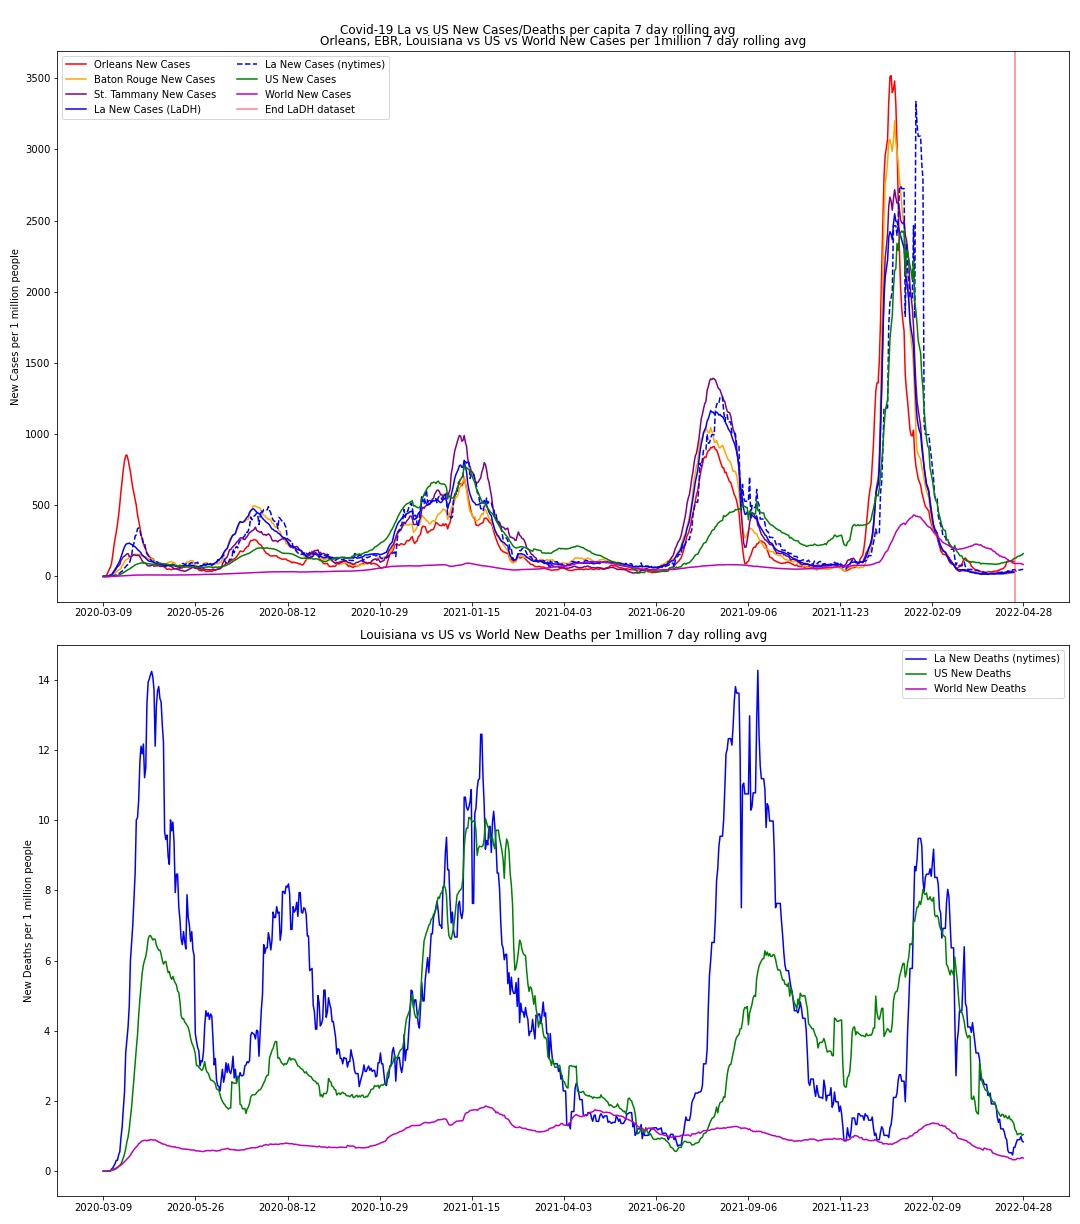 Covid-19 La vs US New Cases/Deaths per capita 7 day rolling avg
Orleans, EBR, Louisiana vs US vs World New Cases per 1million 7 day rolling avg
Orleans New Cases
Baton Rouge New Cases
St. Tammany New Cases
La New Cases (LaDH)
La New Cases (nytimes)
US New Cases
World New Cases
End LaDH dataset
New Cases per 1 million people
3500
3000
2500
2000
1500
1000
500
0
2020-03-09 2020-05-26 2020-08-12 2020-10-29 2021-01-15 2021-04-03 2021-06-20 2021-09-06 2021-11-23 2022-02-09 2022-04-28
Louisiana vs US vs World New Deaths per 1million 7 day rolling avg
La New Deaths (nytimes)
US New Deaths
World New Deaths
New Deaths per 1 million people
14
12
10
8
6
4
2
0
2020-03-09 2020-05-26 2020-08-12 2020-10-29 2021-01-15 2021-04-03 2021-06-20 2021-09-06 2021-11-23 2022-02-09 2022-04-28